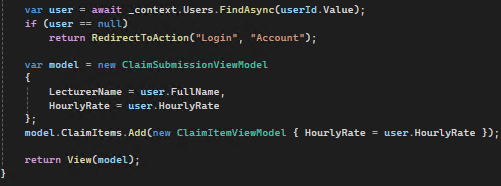 var user = await _context.Users.FindAsync(userId.Value);
if (user == null)
return RedirectToAction("Login", "Account");
var model = new ClaimSubmissionViewModel
{
LecturerName = user.FullName,
HourlyRate = user.HourlyRate
};
model.ClaimItems.Add(new ClaimItemViewModel { HourlyRate = user.HourlyRate });
return View(model);
}